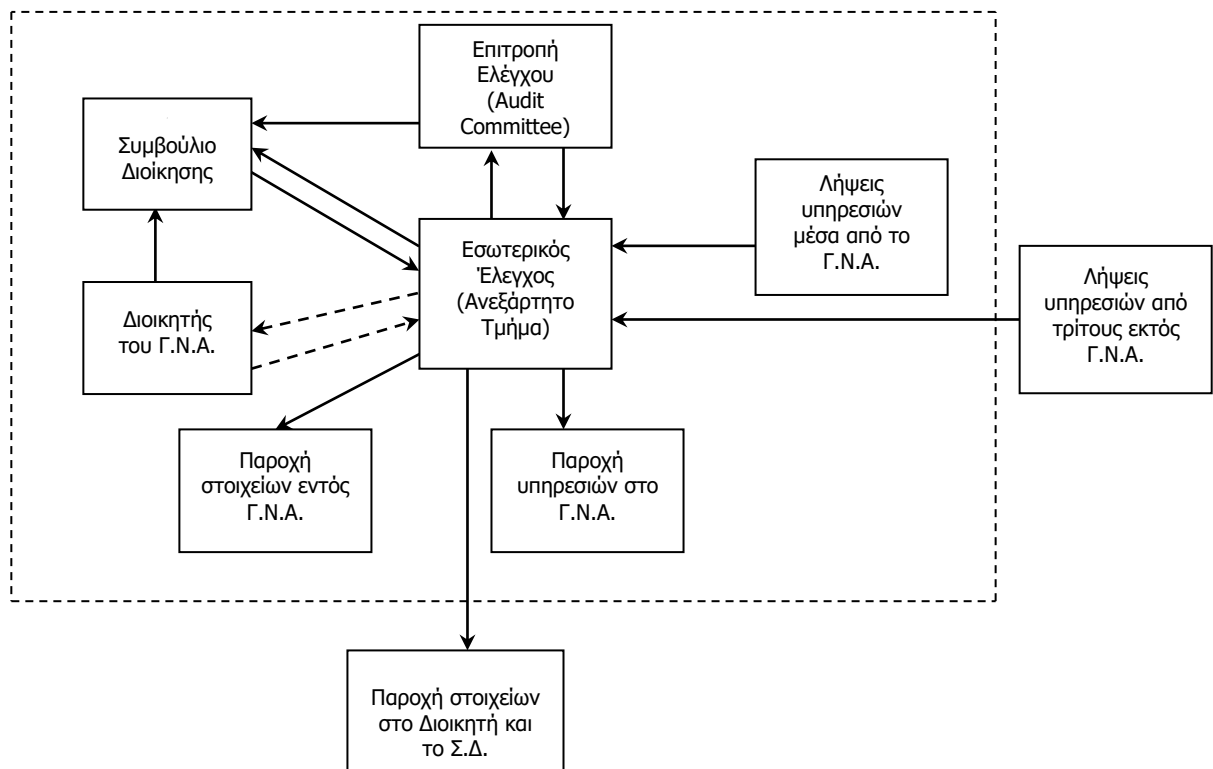 Επιτροπή
Ελέγχου
(Audit
Committee)
Συμβούλιο
Διοίκησης
Λήψεις
υπηρεσιών
μέσα από το
Γ.Ν.Α.
Εσωτερικός
Έλεγχος
(Ανεξάρτητο
Τμήμα)
Λήψεις
υπηρεσιών από
τρίτους εκτός
Γ.Ν.Α.
Διοικητής
του Γ.Ν.Α.
Παροχή
στοιχείων εντός
Γ.Ν.Α.
Παροχή
υπηρεσιών στο
Γ.Ν.Α.
Παροχή στοιχείων
στο Διοικητή και
το Σ.Δ.